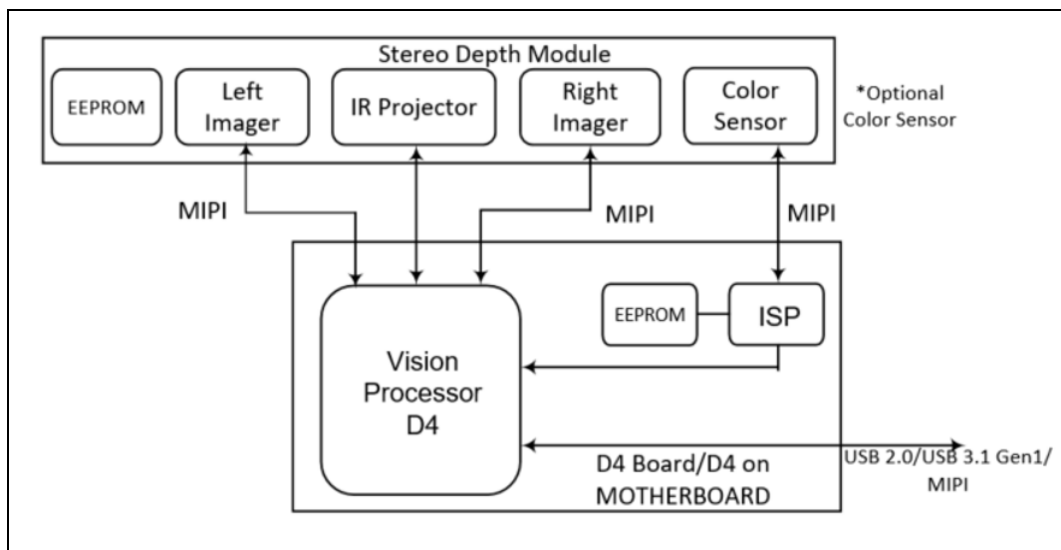 Stereo Depth Module
EEPROM
Left
Imager
IR Projector
Right
Imager
Color
Sensor
*Optional
Color Sensor
MIPI
MIPI
MIPI
EEPROM
ISP
Vision
Processor
D4
D4 Board/D4 on
MOTHERBOARD
USB 2.0/USB 3.1 Gen1/
MIPI